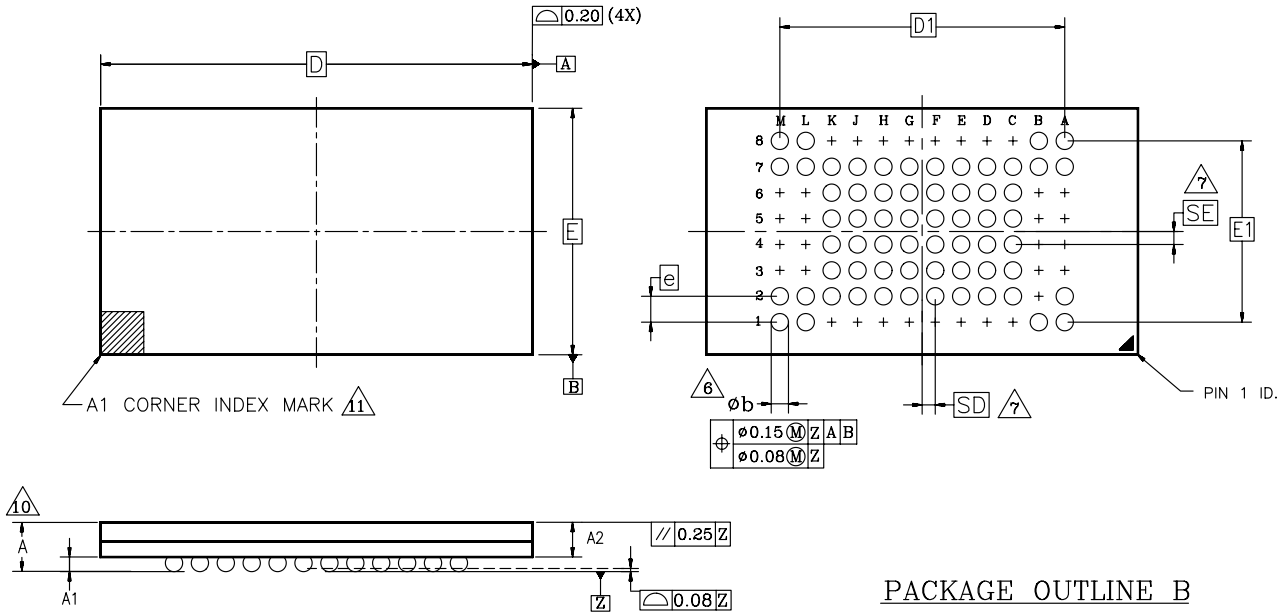 ⌓ 0.20 (4X)
D
A
E
B
A1 CORNER INDEX MARK 11
D1
M L K J H G F E D C B A
8
7
6
5
4
3
2
1
7
SE
E1
e
6
øb
SD 7
⌖ ø0.15 Ⓜ Z A B
ø0.08 Ⓜ Z
PIN 1 ID.
10
A
A1
A2
// 0.25 Z
Z
⌓ 0.08 Z
PACKAGE OUTLINE B